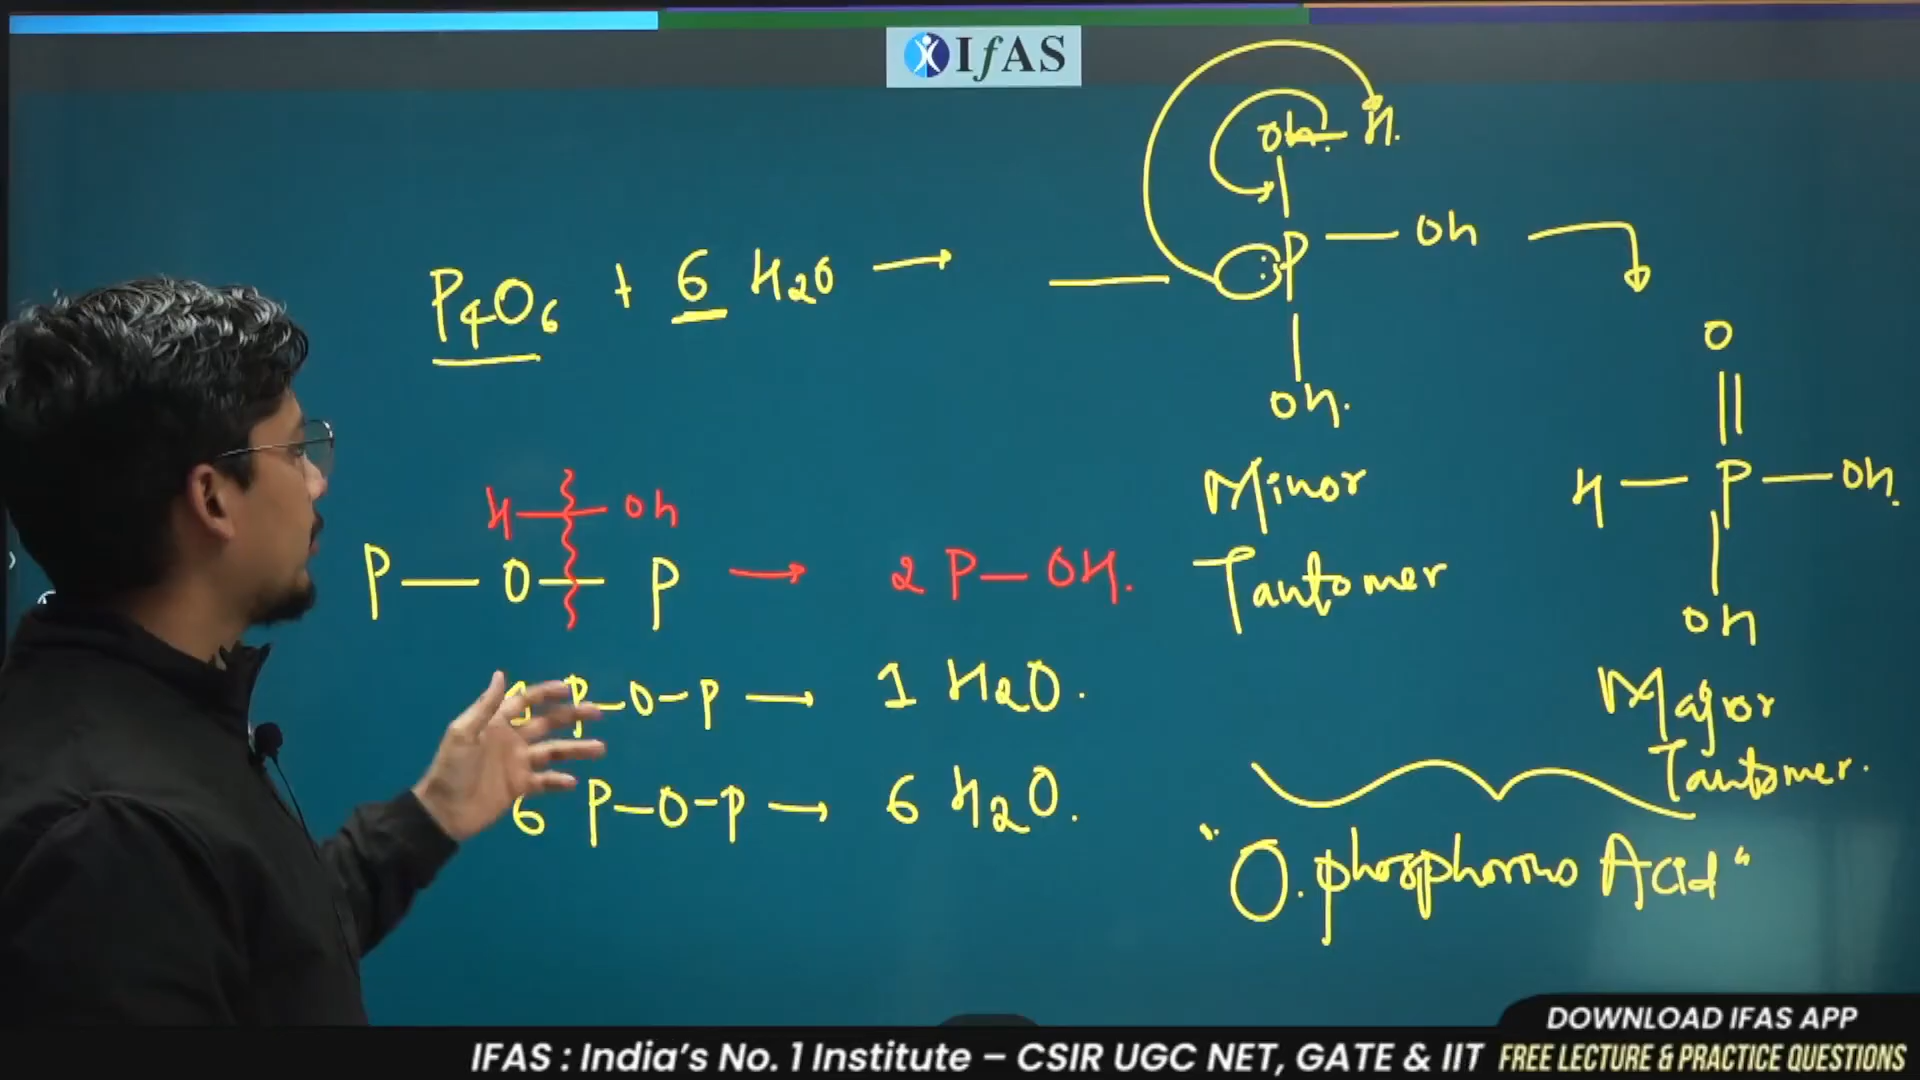 IfAS
OH — H.
P₄O₆ + 6 H₂O →
:P — OH
OH.
O
H — P — OH.
OH
Minor
Tautomer
Major
Tautomer.
H — OH
P — O — P → 2 P — OH.
P-O-P → 1 H₂O.
6 P-O-P → 6 H₂O.
"O. phosphorus Acid"
DOWNLOAD IFAS APP
IFAS : India's No. 1 Institute – CSIR UGC NET, GATE & IIT
FREE LECTURE & PRACTICE QUESTIONS